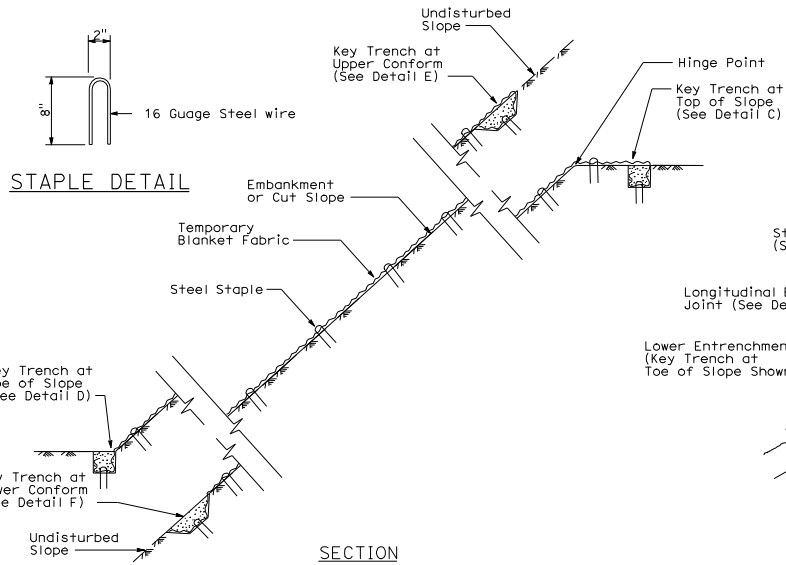 2"
8"
16 Guage Steel wire
STAPLE DETAIL
Undisturbed
Slope
Key Trench at
Upper Conform
(See Detail E)
Hinge Point
Key Trench at
Top of Slope
(See Detail C)
Embankment
or Cut Slope
Temporary
Blanket Fabric
Steel Staple
Longitudinal
Joint (See
Lower
(Key Trench at
Toe of Slope
Trench at
of Slope
Detail D)
Trench at
Conform
Detail F)
Undisturbed
Slope
SECTION